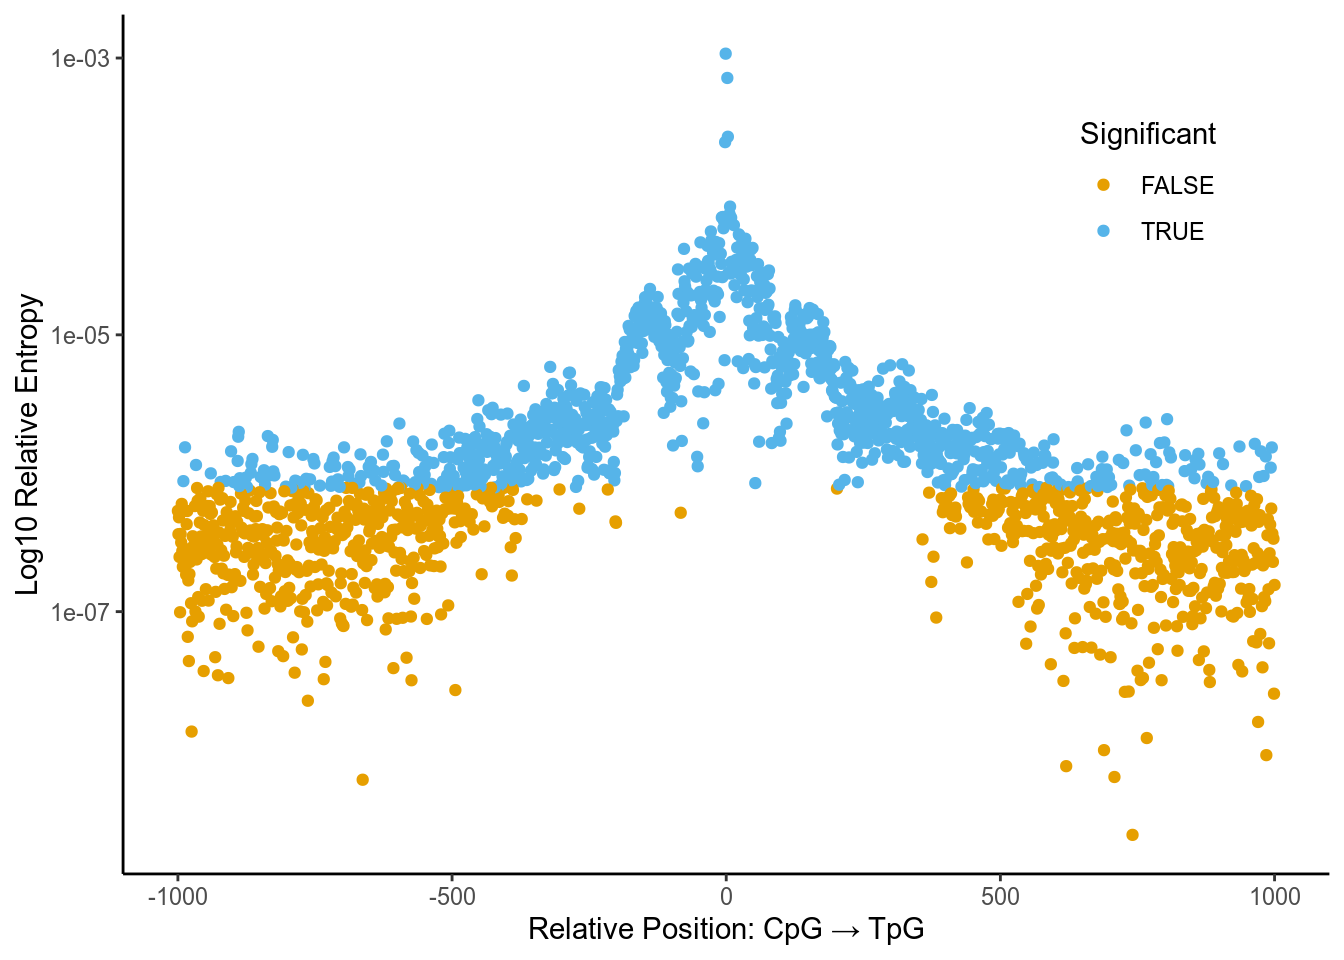 1e-03
1e-05
1e-07
Log10 Relative Entropy
Significant
FALSE
TRUE
-1000
-500
0
500
1000
Relative Position: CpG → TpG